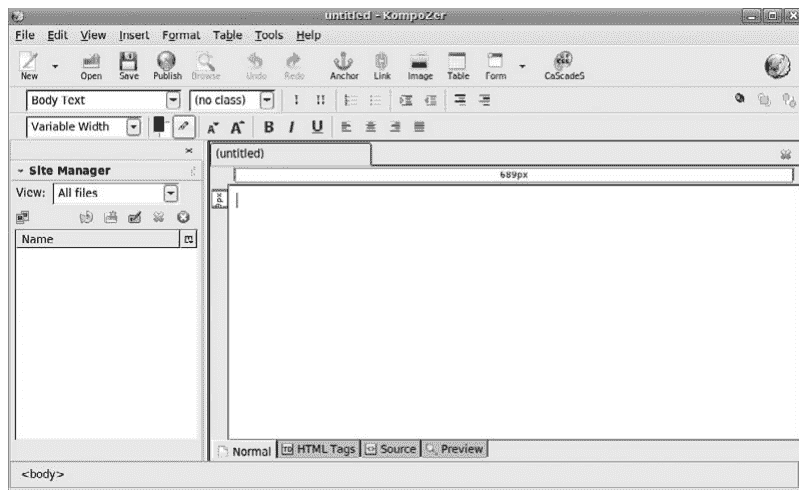 untitled - KompoZer
File Edit View Insert Format Table Tools Help
New Open Save Publish Browse Undo Redo Anchor Link Image Table Form CaScadeS
Body Text (no class) ! !!
Variable Width A A B I U
(untitled)
Site Manager
689px
View: All files
Name
Normal TD HTML Tags Source Preview
<body>